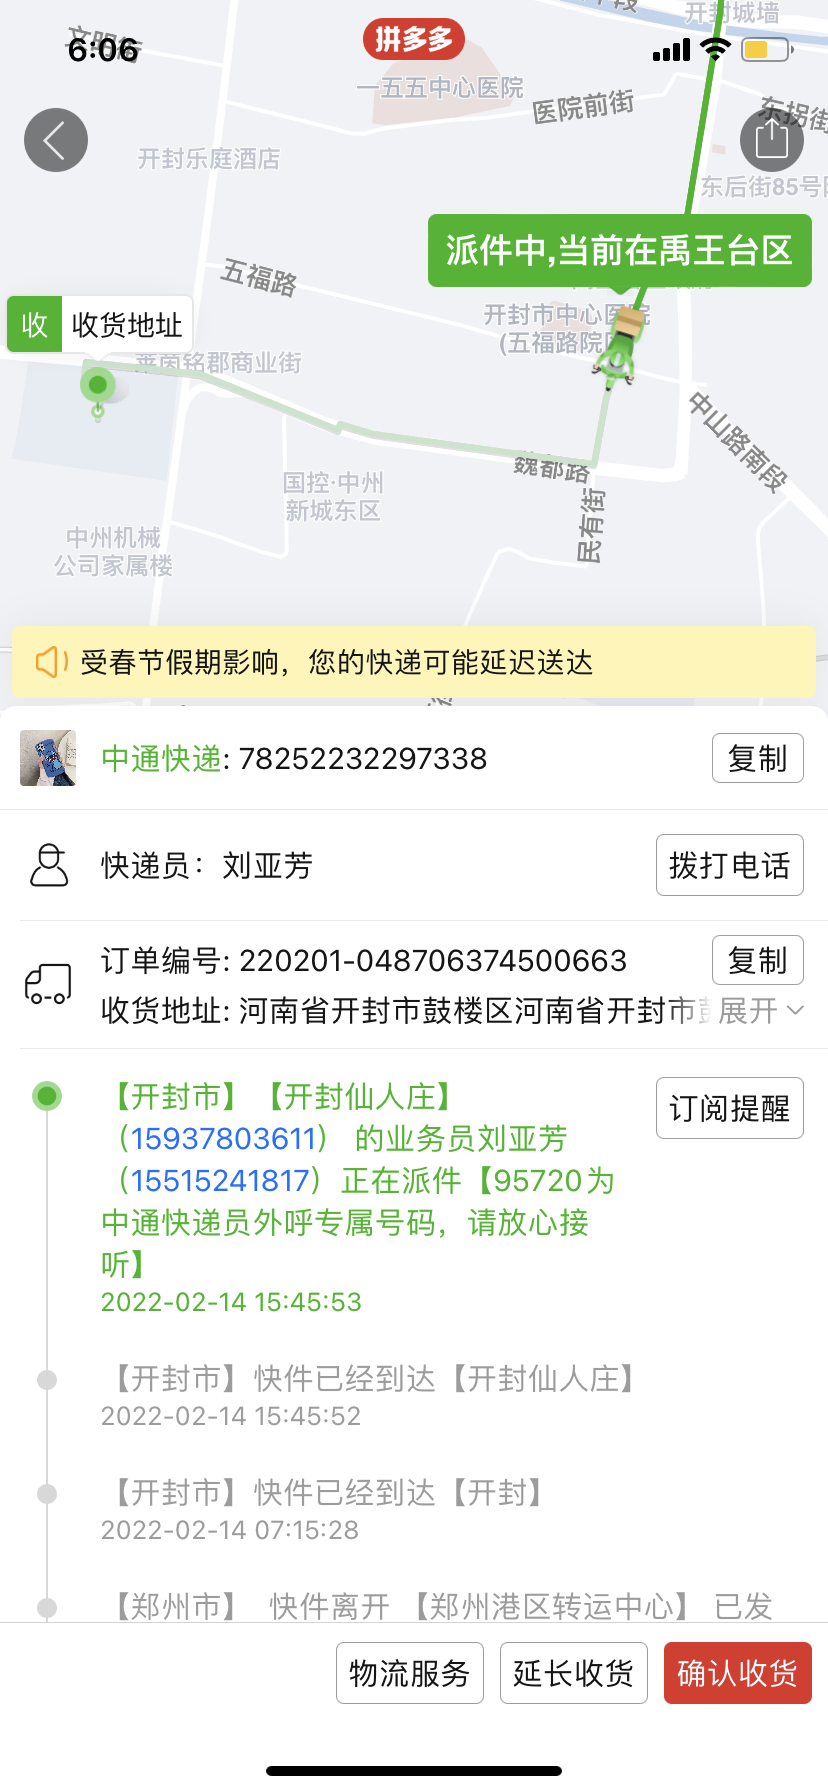 文明街
6:06
拼多多
开封城墙
一五五中心医院
医院前街
东拐街
开封乐庭酒店
东后街85号
派件中,当前在禹王台区
五福路
收 收货地址
开封市中心医院
(五福路院区
莱茵铭郡商业街
中山路南段
魏都路
国控·中州
新城东区
民有街
中州机械
公司家属楼
受春节假期影响，您的快递可能延迟送达
中通快递: 78252232297338
复制
快递员：刘亚芳
拨打电话
订单编号: 220201-048706374500663
复制
收货地址: 河南省开封市鼓楼区河南省开封市
展开
【开封市】【开封仙人庄】
（15937803611） 的业务员刘亚芳
（15515241817）正在派件【95720为
中通快递员外呼专属号码，请放心接
听】
订阅提醒
2022-02-14 15:45:53
【开封市】快件已经到达【开封仙人庄】
2022-02-14 15:45:52
【开封市】快件已经到达【开封】
2022-02-14 07:15:28
【郑州市】 快件离开 【郑州港区转运中心】 已发
物流服务
延长收货
确认收货